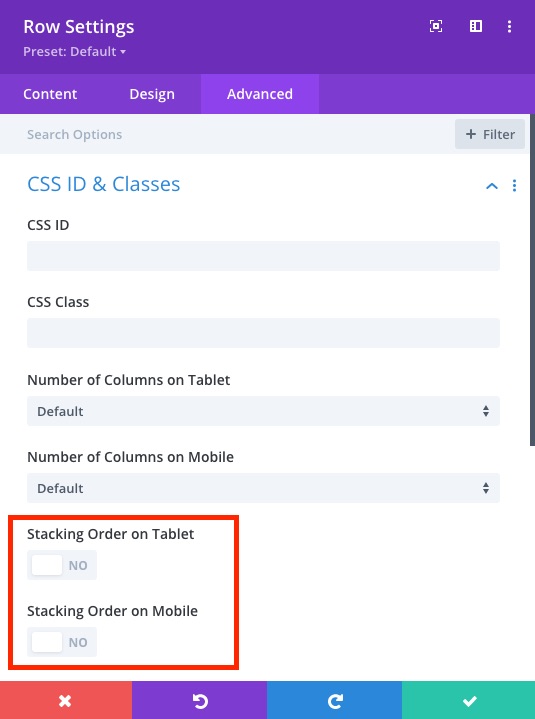 Row Settings
Preset: Default
Content Design Advanced
Search Options + Filter
CSS ID & Classes
CSS ID
CSS Class
Number of Columns on Tablet
Default
Number of Columns on Mobile
Default
Stacking Order on Tablet
NO
Stacking Order on Mobile
NO